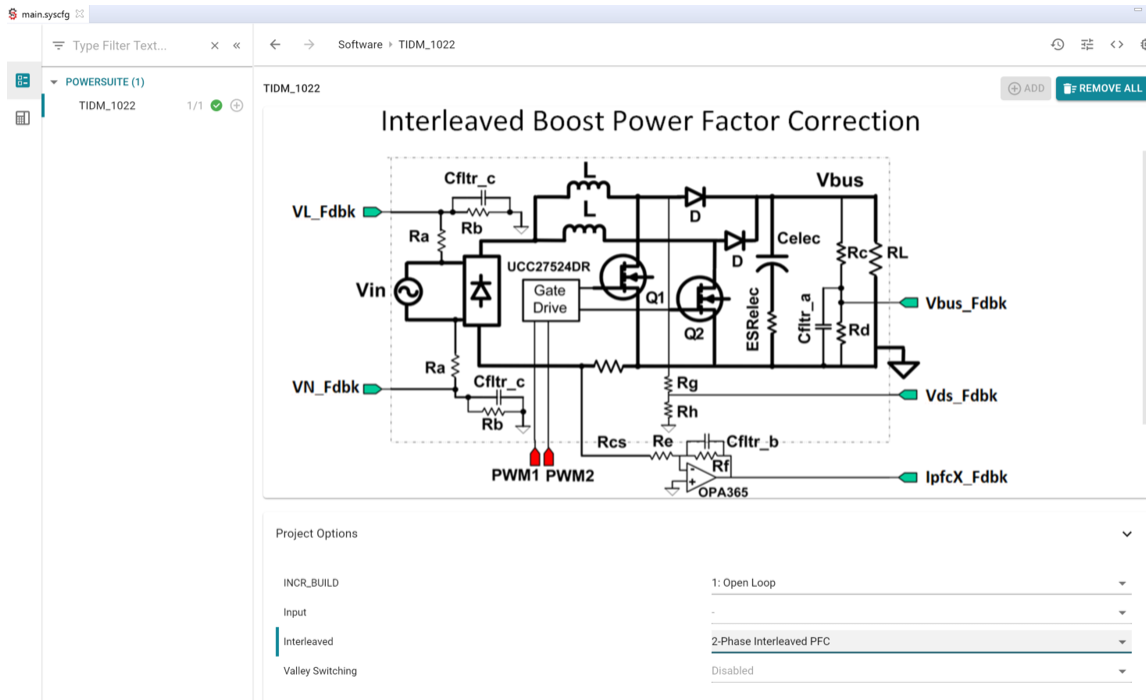 main.syscfg
Type Filter Text...
Software
TIDM_1022
POWERSUITE (1)
TIDM_1022
1/1
TIDM_1022
ADD
REMOVE ALL
Interleaved Boost Power Factor Correction
Cfltr_c
L
Vbus
VL_Fdbk
Rb
L
D
Ra
Celec
Rc
RL
UCC27524DR
D
Vin
Gate
Drive
Q1
Q2
ESRelec
Cfltr_a
Rd
Vbus_Fdbk
Ra
Cfltr_c
Rg
VN_Fdbk
Rh
Vds_Fdbk
Rb
Rcs
Re
Cfltr_b
Rf
PWM1 PWM2
OPA365
IpfcX_Fdbk
Project Options
INCR_BUILD
1: Open Loop
Input
-
Interleaved
2-Phase Interleaved PFC
Valley Switching
Disabled